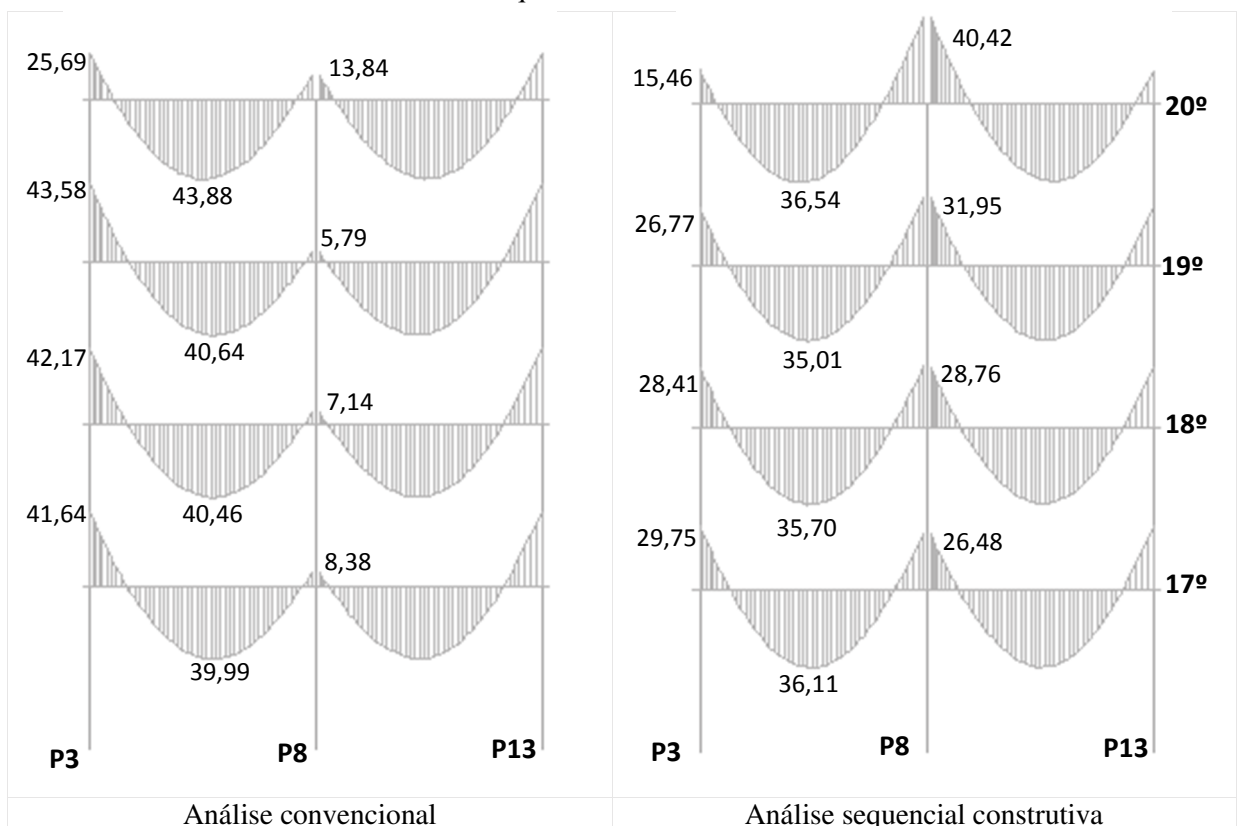 25,69
13,84
43,88
43,58
5,79
40,64
42,17
7,14
40,46
41,64
8,38
39,99
P3
P8
P13
Análise convencional
40,42
15,46
20º
36,54
26,77
31,95
19º
35,01
28,41
28,76
18º
35,70
29,75
26,48
17º
36,11
P3
P8
P13
Análise sequencial construtiva